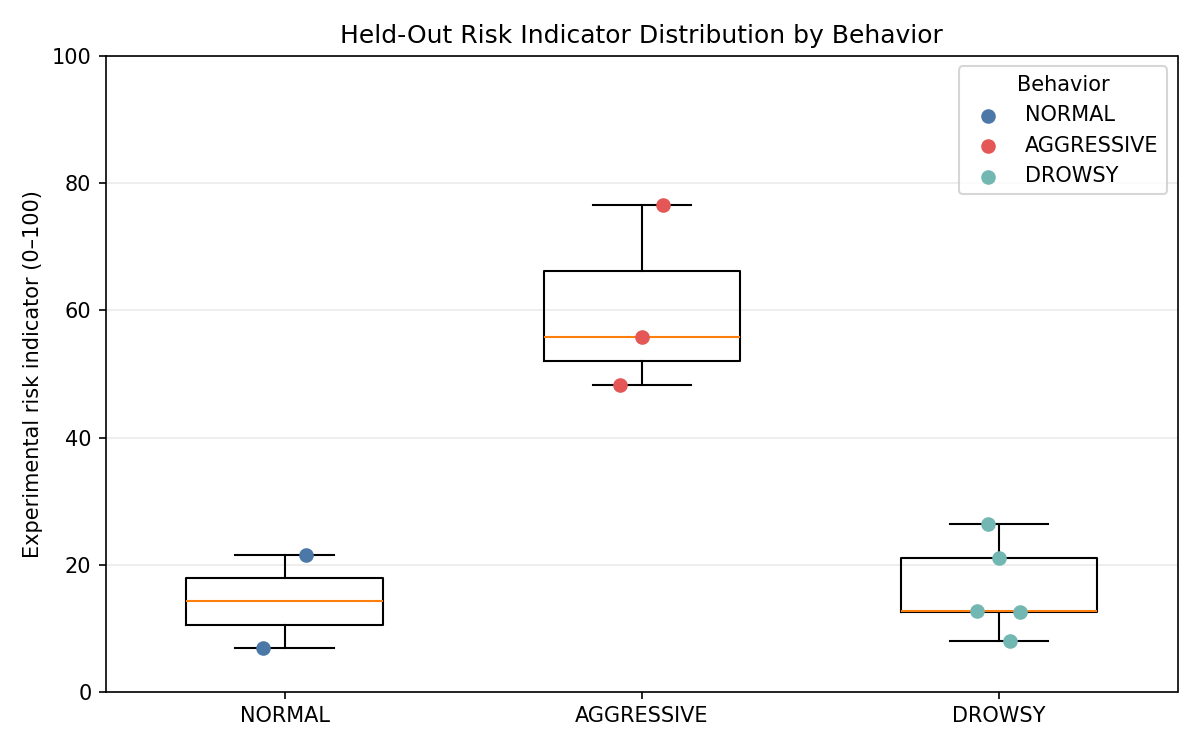 Held-Out Risk Indicator Distribution by Behavior
Experimental risk indicator (0–100)
100
80
60
40
20
0
Behavior
NORMAL
AGGRESSIVE
DROWSY
NORMAL
AGGRESSIVE
DROWSY